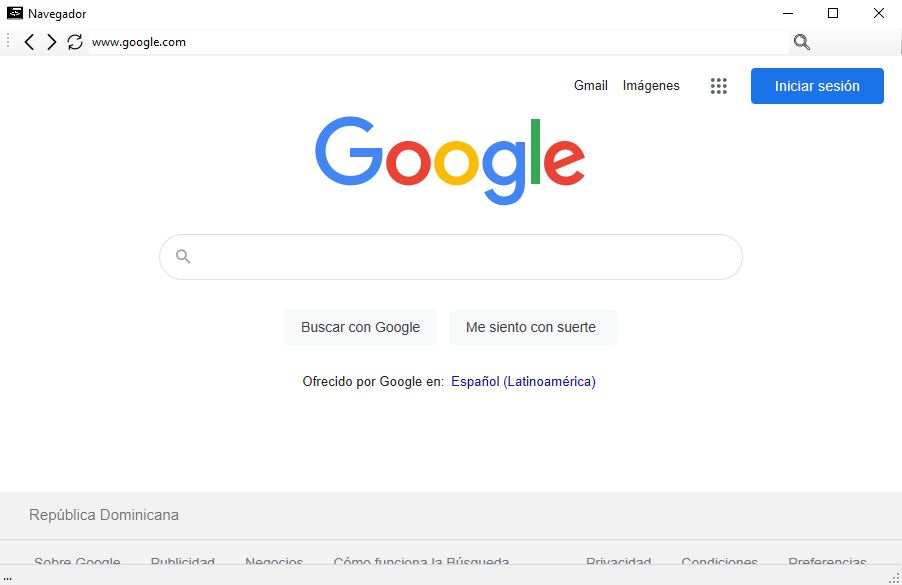 Navegador
www.google.com
Gmail Imágenes Iniciar sesión
Google
Buscar con Google Me siento con suerte
Ofrecido por Google en: Español (Latinoamérica)
República Dominicana
Sobre Google Publicidad Negocios Cómo funciona la Búsqueda Privacidad Condiciones Preferencias
...